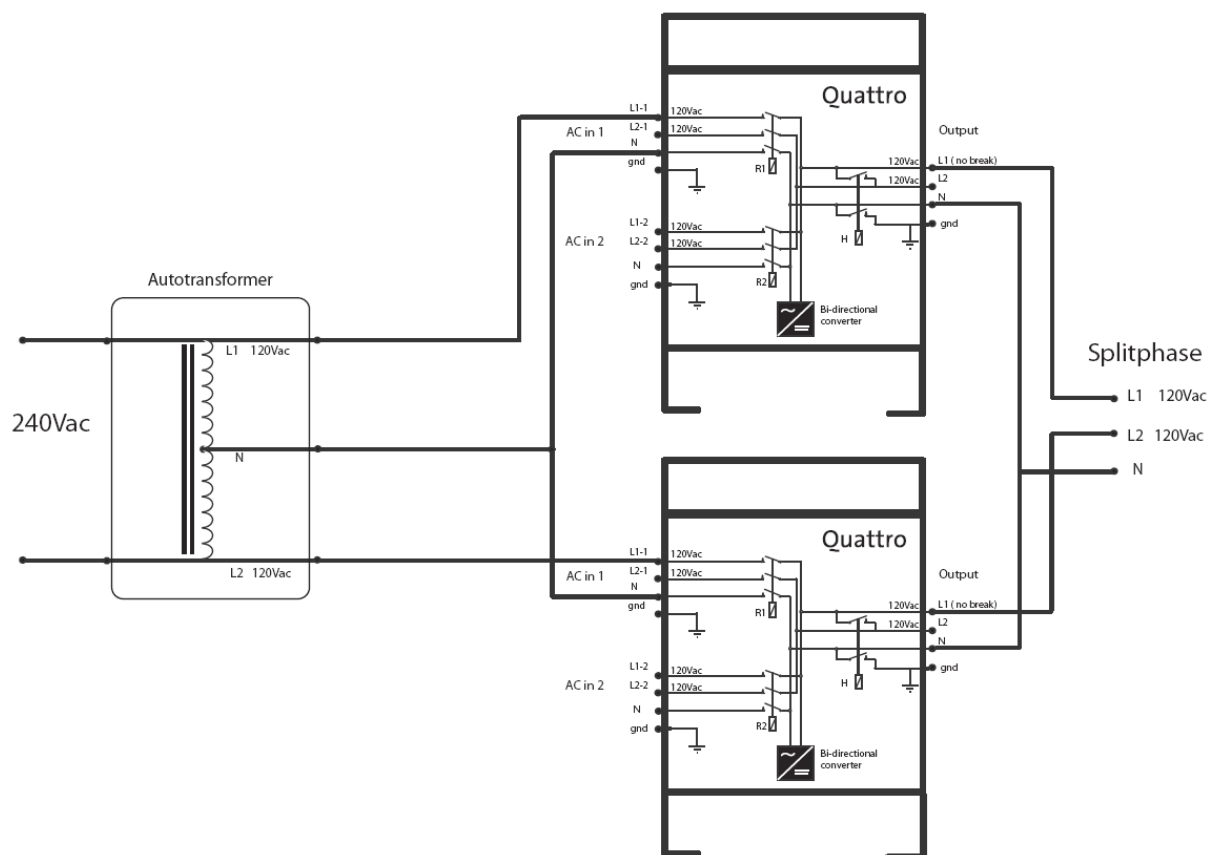 Autotransformer
240Vac
L1 120Vac
N
L2 120Vac
Quattro
AC in 1
L1-1
120Vac
L2-1
120Vac
N
gnd
R1
AC in 2
L1-2
120Vac
L2-2
120Vac
N
gnd
R2
Bi-directional
converter
Output
120Vac
L1 ( no break)
120Vac
L2
N
gnd
H
Quattro
AC in 1
L1-1
120Vac
L2-1
120Vac
N
gnd
R1
AC in 2
L1-2
120Vac
L2-2
120Vac
N
gnd
R2
Bi-directional
converter
Output
120Vac
L1 ( no break)
120Vac
L2
N
gnd
H
Splitphase
L1 120Vac
L2 120Vac
N